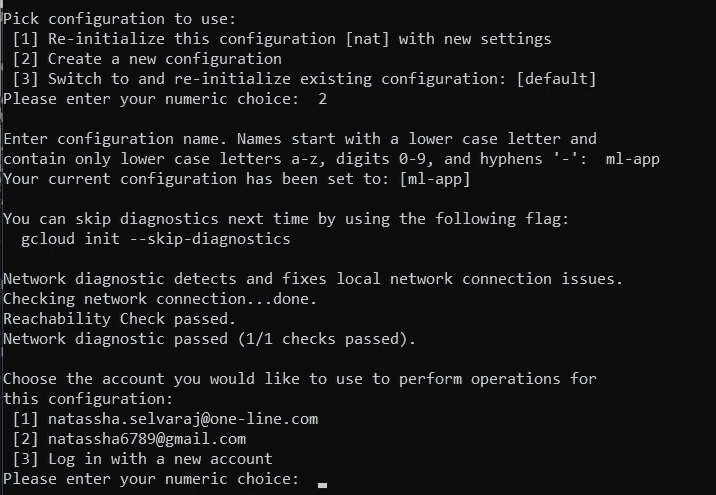 Pick configuration to use:
[1] Re-initialize this configuration [nat] with new settings
[2] Create a new configuration
[3] Switch to and re-initialize existing configuration: [default]
Please enter your numeric choice:  2
Enter configuration name. Names start with a lower case letter and
contain only lower case letters a-z, digits 0-9, and hyphens '-':  ml-app
Your current configuration has been set to: [ml-app]
You can skip diagnostics next time by using the following flag:
gcloud init --skip-diagnostics
Network diagnostic detects and fixes local network connection issues.
Checking network connection...done.
Reachability Check passed.
Network diagnostic passed (1/1 checks passed).
Choose the account you would like to use to perform operations for
this configuration:
[1] natassha.selvaraj@one-line.com
[2] natassha6789@gmail.com
[3] Log in with a new account
Please enter your numeric choice: